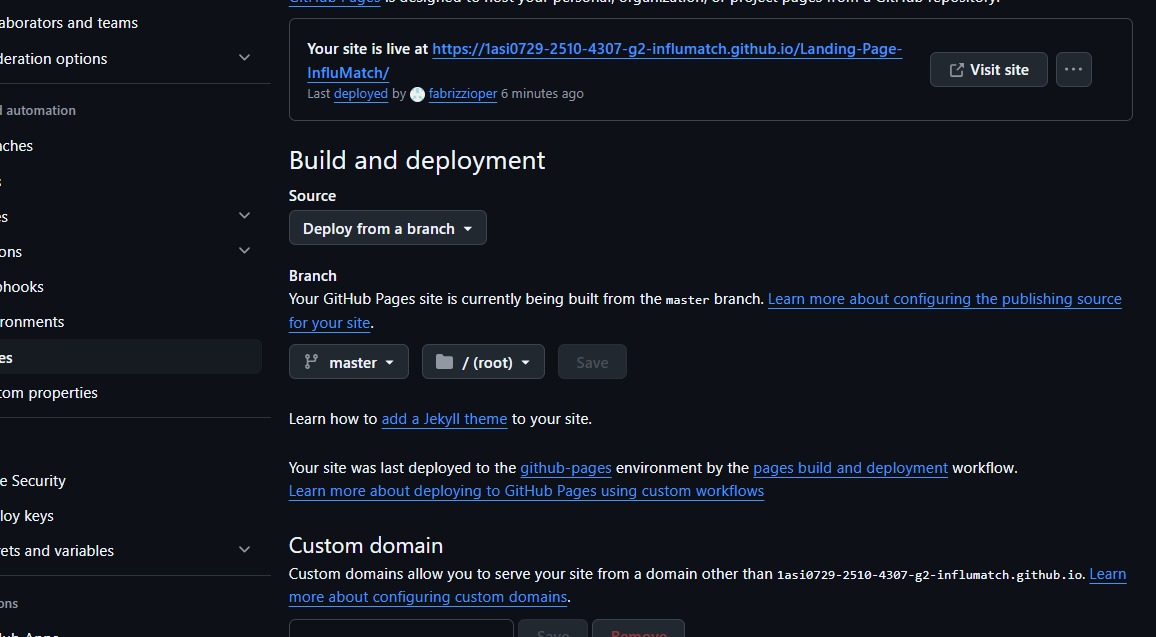 GitHub Pages is designed to host your personal, organization, or project pages from a GitHub repository.
aborators and teams
deration options
d automation
nches
s
es
ons
ohooks
ronments
es
tom properties
e Security
loy keys
rets and variables
ons
Your site is live at https://1asi0729-2510-4307-g2-influmatch.github.io/Landing-Page-
InfluMatch/
Last deployed by fabrizzioper 6 minutes ago
Visit site
Build and deployment
Source
Deploy from a branch
Branch
Your GitHub Pages site is currently being built from the master branch. Learn more about configuring the publishing source
for your site.
master
/ (root)
Save
Learn how to add a Jekyll theme to your site.
Your site was last deployed to the github-pages environment by the pages build and deployment workflow.
Learn more about deploying to GitHub Pages using custom workflows
Custom domain
Custom domains allow you to serve your site from a domain other than 1asi0729-2510-4307-g2-influmatch.github.io. Learn
more about configuring custom domains.
Save
Remove